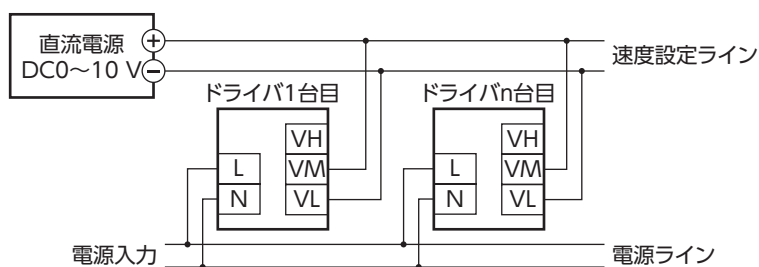 直流電源
DC0～10 V
+
−
速度設定ライン
ドライバ1台目
ドライバn台目
VH
L
VM
N
VL
VH
L
VM
N
VL
電源入力
電源ライン